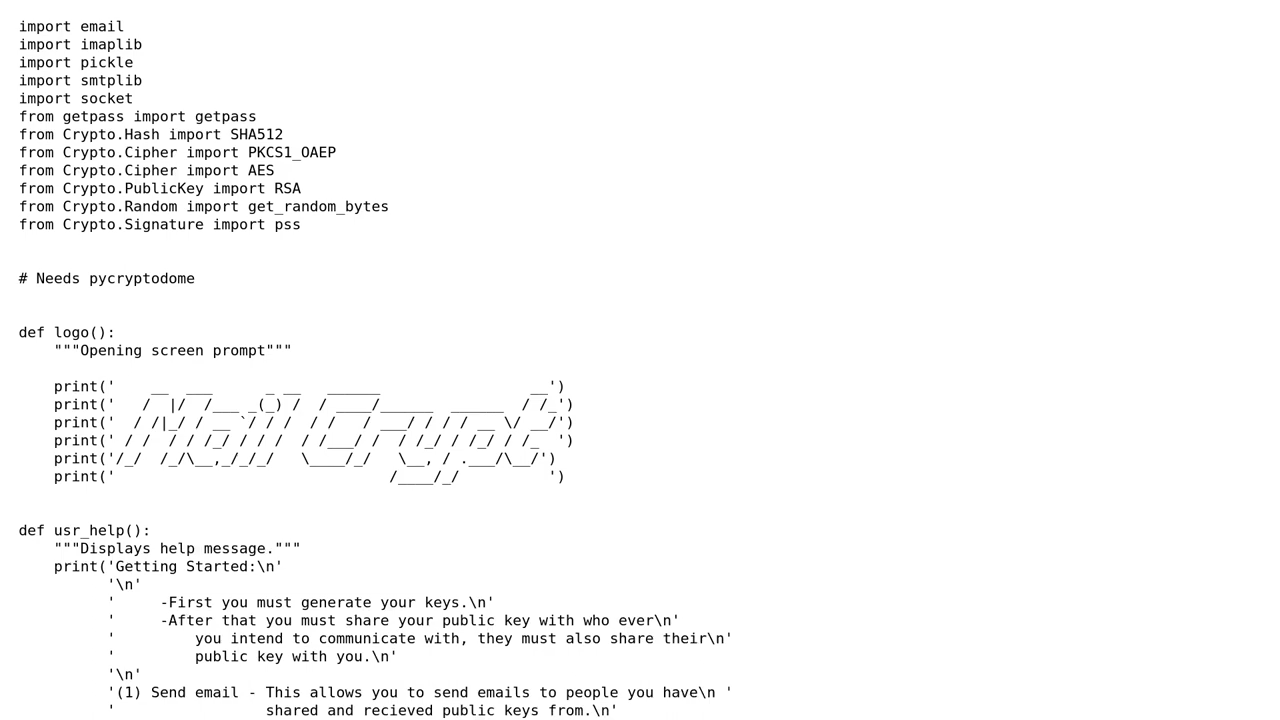 import email
import imaplib
import pickle
import smtplib
import socket
from getpass import getpass
from Crypto.Hash import SHA512
from Crypto.Cipher import PKCS1_OAEP
from Crypto.Cipher import AES
from Crypto.PublicKey import RSA
from Crypto.Random import get_random_bytes
from Crypto.Signature import pss


# Needs pycryptodome


def logo():
    """Opening screen prompt"""

    print('    __  ___      _ __   ______                 __')
    print('   /  |/  /___ _(_) /  / ____/______  ______  / /_')
    print('  / /|_/ / __ `/ / /  / /   / ___/ / / / __ \/ __/')
    print(' / /  / / /_/ / / /  / /___/ /  / /_/ / /_/ / /_  ')
    print('/_/  /_/\__,_/_/_/   \____/_/   \__, / .___/\__/')
    print('                               /____/_/          ')


def usr_help():
    """Displays help message."""
    print('Getting Started:\n'
          '\n'
          '     -First you must generate your keys.\n'
          '     -After that you must share your public key with who ever\n'
          '         you intend to communicate with, they must also share their\n'
          '         public key with you.\n'
          '\n'
          '(1) Send email - This allows you to send emails to people you have\n '
          '                 shared and recieved public keys from.\n'